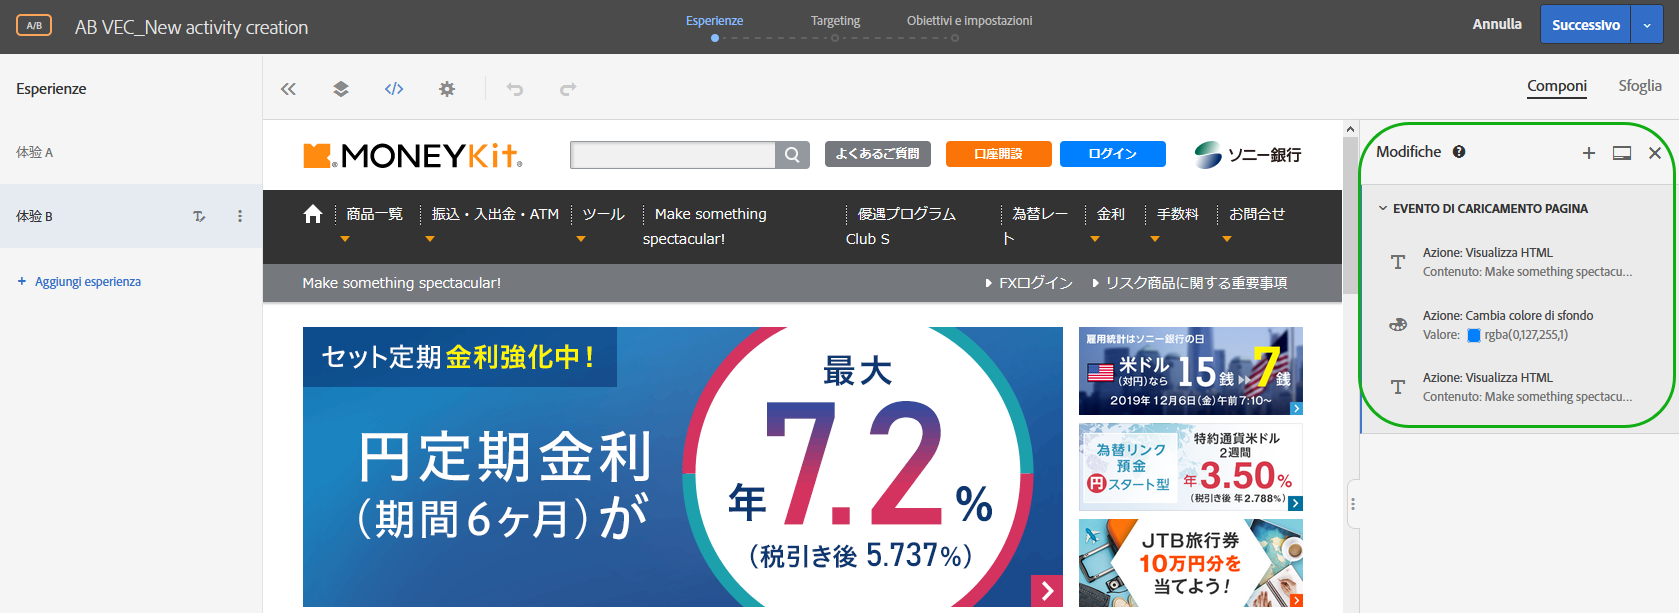 A/B
AB VEC_New activity creation
Esperienze
Targeting
Obiettivi e impostazioni
Annulla
Successivo
Esperienze
体验 A
体验 B
+ Aggiungi esperienza
Componi
Sfoglia
MONEYKit
よくあるご質問
口座開設
ログイン
ソニー銀行
商品一覧
振込・入出金・ATM
ツール
Make something
spectacular!
優遇プログラム
Club S
為替レー
ト
金利
手数料
お問合せ
Make something spectacular!
FXログイン
リスク商品に関する重要事項
セット定期 金利強化中!
円定期金利
(期間6ヶ月)が
最大
年7.2%
(税引き後 5.737%)
雇用統計はソニー銀行の日
米ドル
(対円)なら
15銭
7銭
2019年 12月6日(金)午前 7:10~
為替リンク
預金
円スタート型
特約通貨米ドル
2週間
年3.50%
(税引き後 年2.788%)
JTB旅行券
10万円分を
当てよう!
Modifiche
EVENTO DI CARICAMENTO PAGINA
Azione: Visualizza HTML
Contenuto: Make something spectacu...
Azione: Cambia colore di sfondo
Valore: rgba(0,127,255,1)
Azione: Visualizza HTML
Contenuto: Make something spectacu...